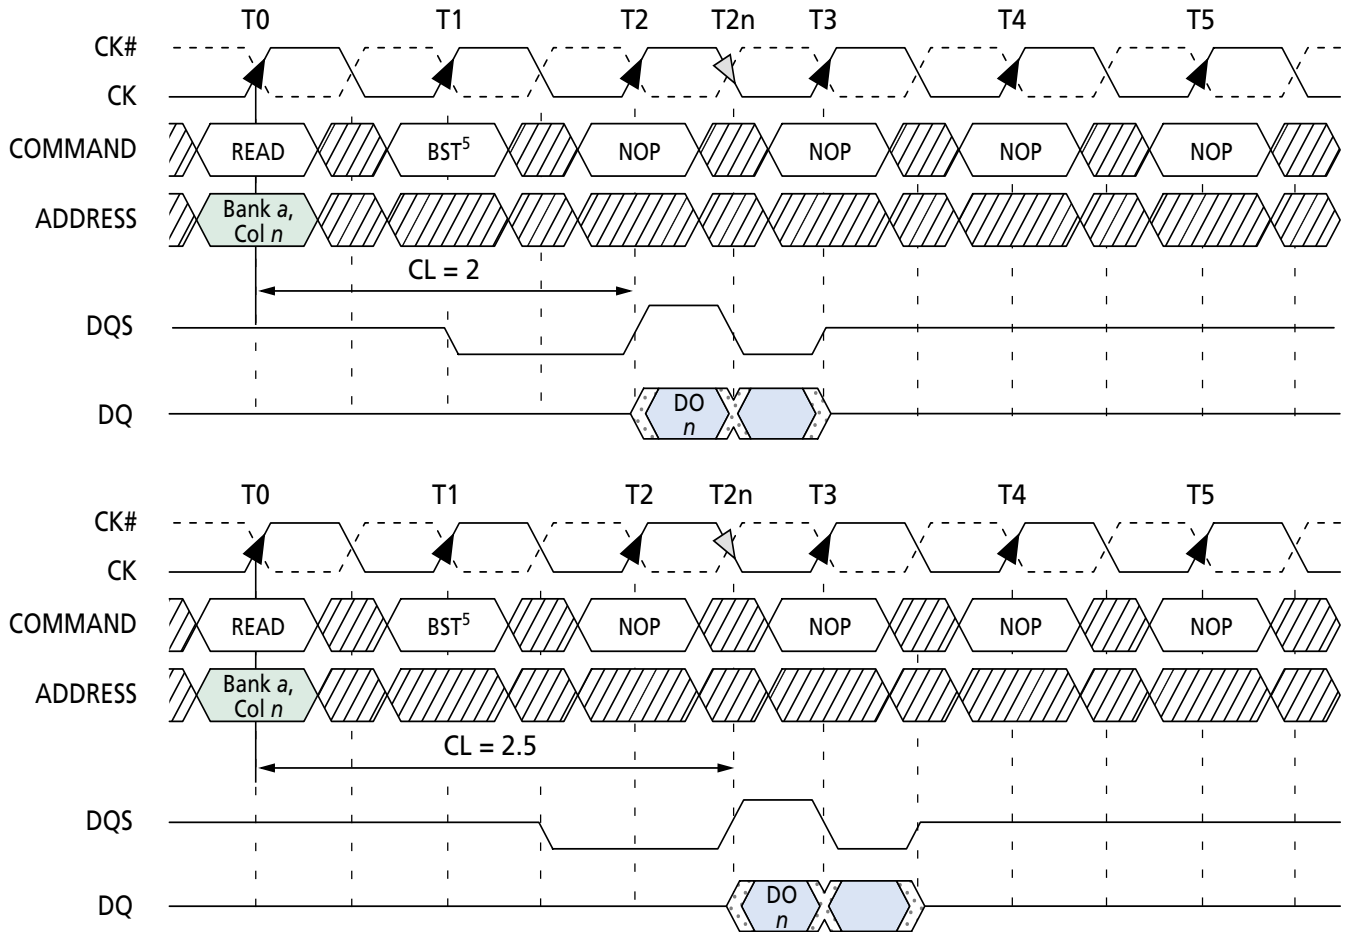 T0 T1 T2 T2n T3 T4 T5
CK#
CK
COMMAND READ BST⁵ NOP NOP NOP NOP
ADDRESS Bank a,
Col n
CL = 2
DQS
DQ DO
n
T0 T1 T2 T2n T3 T4 T5
CK#
CK
COMMAND READ BST⁵ NOP NOP NOP NOP
ADDRESS Bank a,
Col n
CL = 2.5
DQS
DQ DO
n